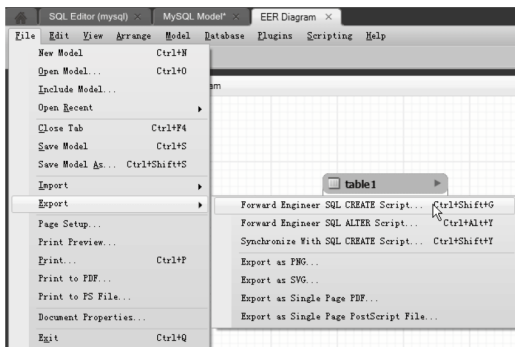 SQL Editor (mysql) × MySQL Model* × EER Diagram ×
File Edit View Arrange Model Database Plugins Scripting Help
New Model Ctrl+N
Open Model... Ctrl+O
Include Model...
Open Recent
Close Tab Ctrl+F4
Save Model Ctrl+S
Save Model As... Ctrl+Shift+S
Import
Export
Page Setup...
Print Preview...
Print... Ctrl+P
Print to PDF...
Print to PS File...
Document Properties...
Exit Ctrl+Q
am
table1
Forward Engineer SQL CREATE Script... Ctrl+Shift+G
Forward Engineer SQL ALTER Script... Ctrl+Alt+Y
Synchronize With SQL CREATE Script... Ctrl+Shift+Y
Export as PNG...
Export as SVG...
Export as Single Page PDF...
Export as Single Page PostScript File...